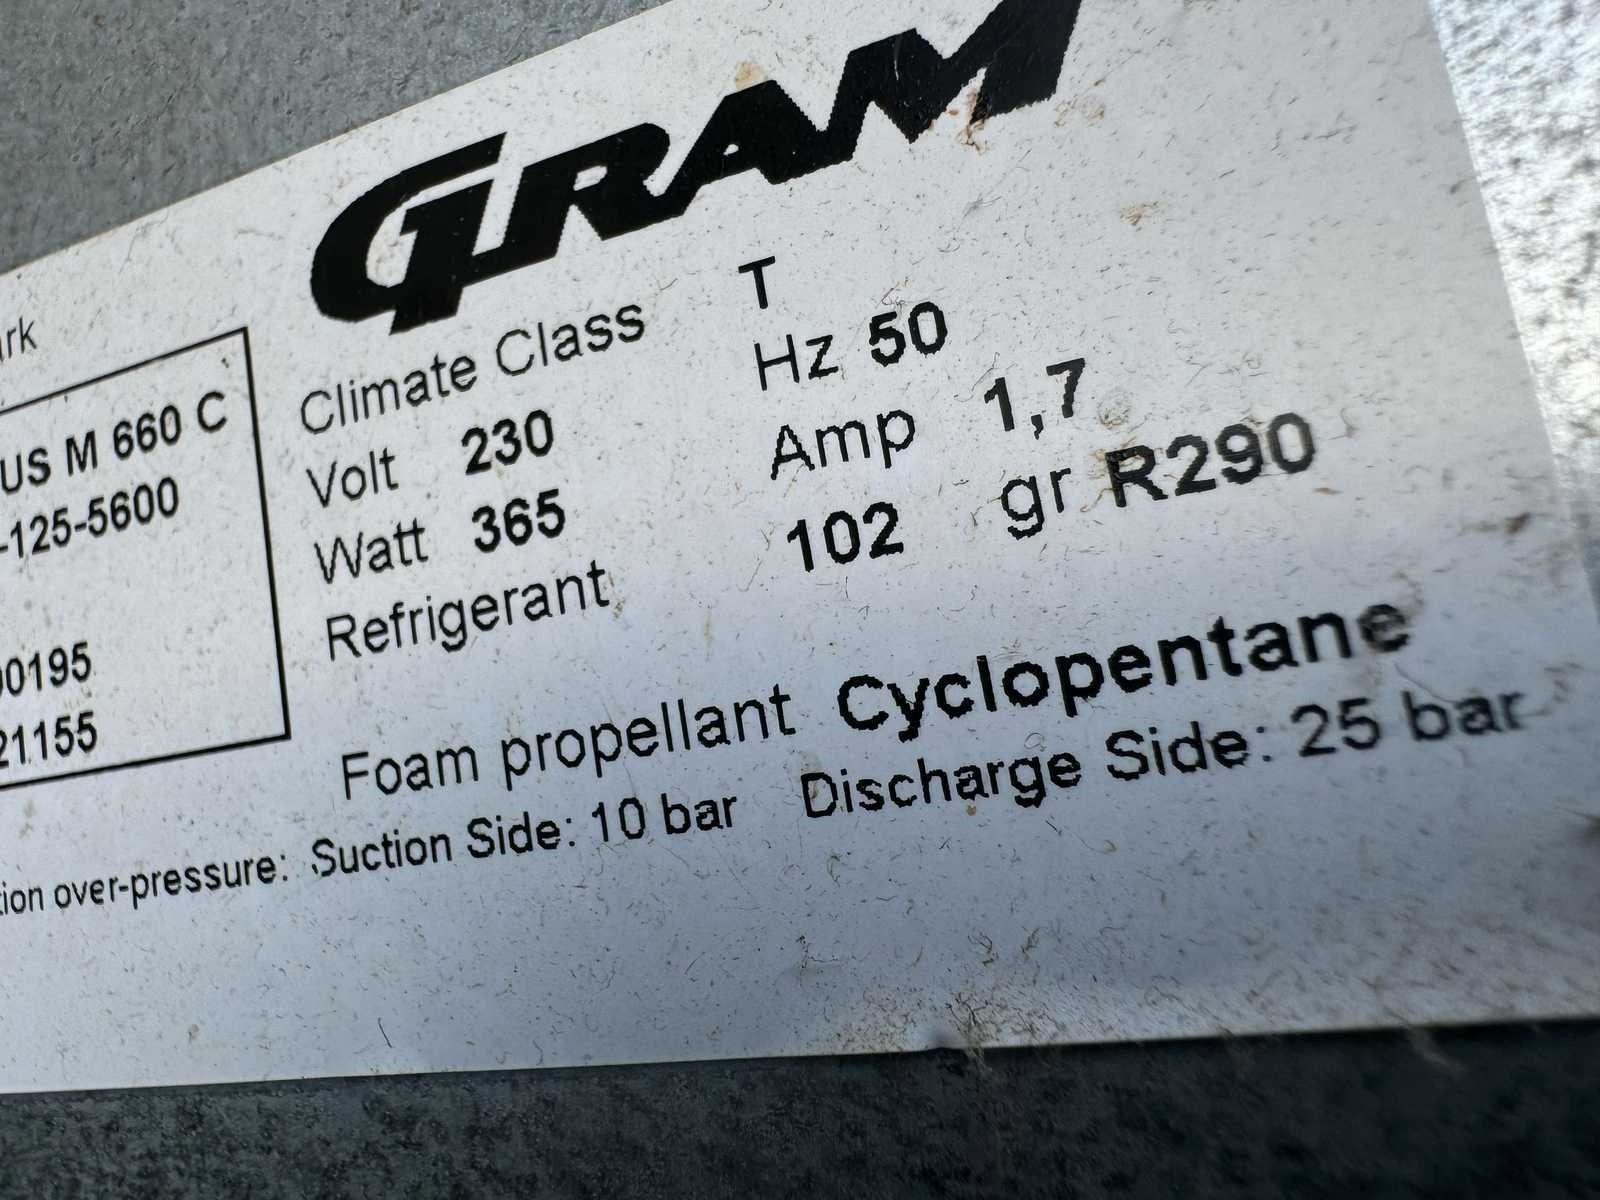 GRAM
rk
US M 660 C
-125-5600
00195
21155
Climate Class T
Volt 230 Hz 50
Watt 365 Amp 1,7
Refrigerant 102 gr R290
Foam propellant Cyclopentane
tion over-pressure: Suction Side: 10 bar Discharge Side: 25 bar